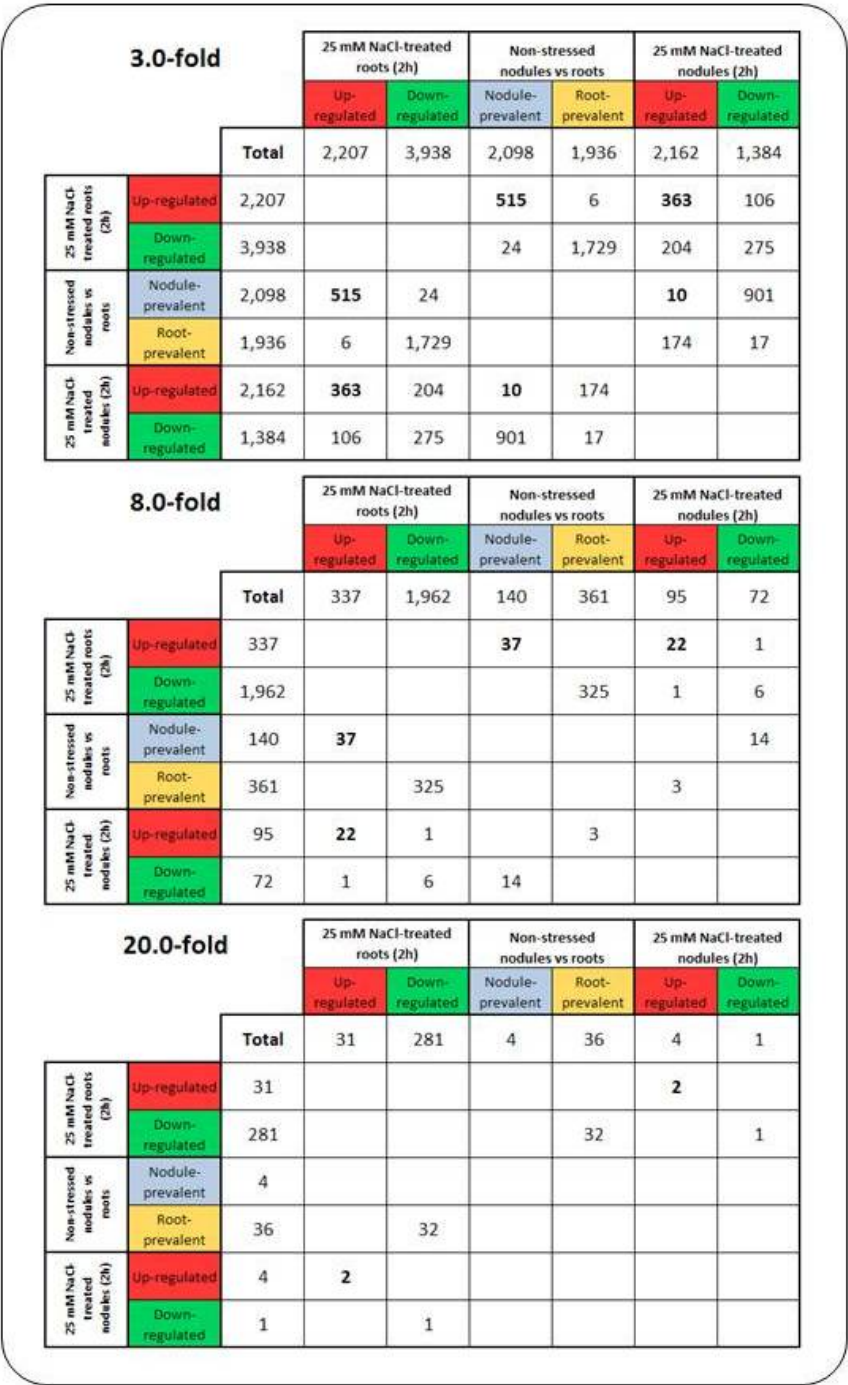 3.0-fold
25 mM NaCl-treated roots (2h) Non-stressed nodules vs roots 25 mM NaCl-treated nodules (2h)
Up-regulated Down-regulated Nodule-prevalent Root-prevalent Up-regulated Down-regulated
Total 2,207 3,938 2,098 1,936 2,162 1,384
25 mM NaCl-treated roots (2h)
Up-regulated 2,207 515 6 363 106
Down-regulated 3,938 24 1,729 204 275
Non-stressed nodules vs roots
Nodule-prevalent 2,098 515 24 10 901
Root-prevalent 1,936 6 1,729 174 17
25 mM NaCl-treated nodules (2h)
Up-regulated 2,162 363 204 10 174
Down-regulated 1,384 106 275 901 17
8.0-fold
25 mM NaCl-treated roots (2h) Non-stressed nodules vs roots 25 mM NaCl-treated nodules (2h)
Up-regulated Down-regulated Nodule-prevalent Root-prevalent Up-regulated Down-regulated
Total 337 1,962 140 361 95 72
25 mM NaCl-treated roots (2h)
Up-regulated 337 37 22 1
Down-regulated 1,962 325 1 6
Non-stressed nodules vs roots
Nodule-prevalent 140 37 14
Root-prevalent 361 325 3
25 mM NaCl-treated nodules (2h)
Up-regulated 95 22 1 3
Down-regulated 72 1 6 14
20.0-fold
25 mM NaCl-treated roots (2h) Non-stressed nodules vs roots 25 mM NaCl-treated nodules (2h)
Up-regulated Down-regulated Nodule-prevalent Root-prevalent Up-regulated Down-regulated
Total 31 281 4 36 4 1
25 mM NaCl-treated roots (2h)
Up-regulated 31 2
Down-regulated 281 32 1
Non-stressed nodules vs roots
Nodule-prevalent 4
Root-prevalent 36 32
25 mM NaCl-treated nodules (2h)
Up-regulated 4 2
Down-regulated 1 1